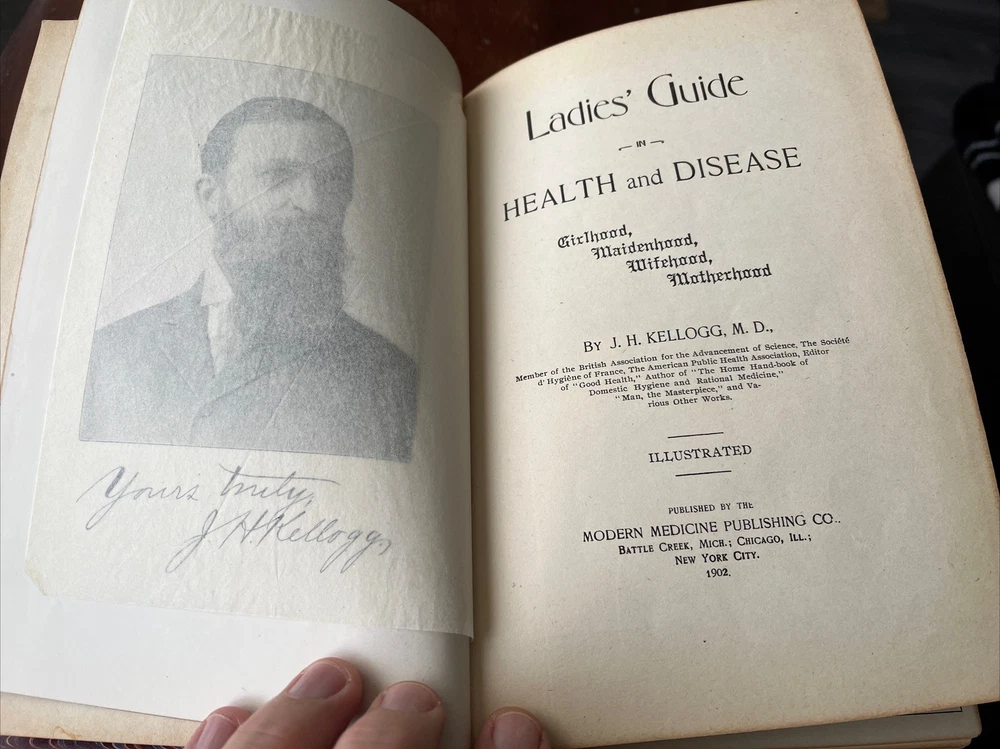 Yours truly,
J. H. Kellogg,
Ladies' Guide
IN
HEALTH and DISEASE
Girlhood,
Maidenhood,
Wifehood,
Motherhood
BY J. H. KELLOGG, M. D.,
Member of the British Association for the Advancement of Science, The Société
d'Hygiène of France, The American Public Health Association, Editor
of "Good Health," Author of "The Home Hand-book of
Domestic Hygiene and Rational Medicine,"
"Man, the Masterpiece," and Va-
rious Other Works.
ILLUSTRATED
PUBLISHED BY THE
MODERN MEDICINE PUBLISHING CO..
BATTLE CREEK, MICH.; CHICAGO, ILL.;
NEW YORK CITY.
1902.